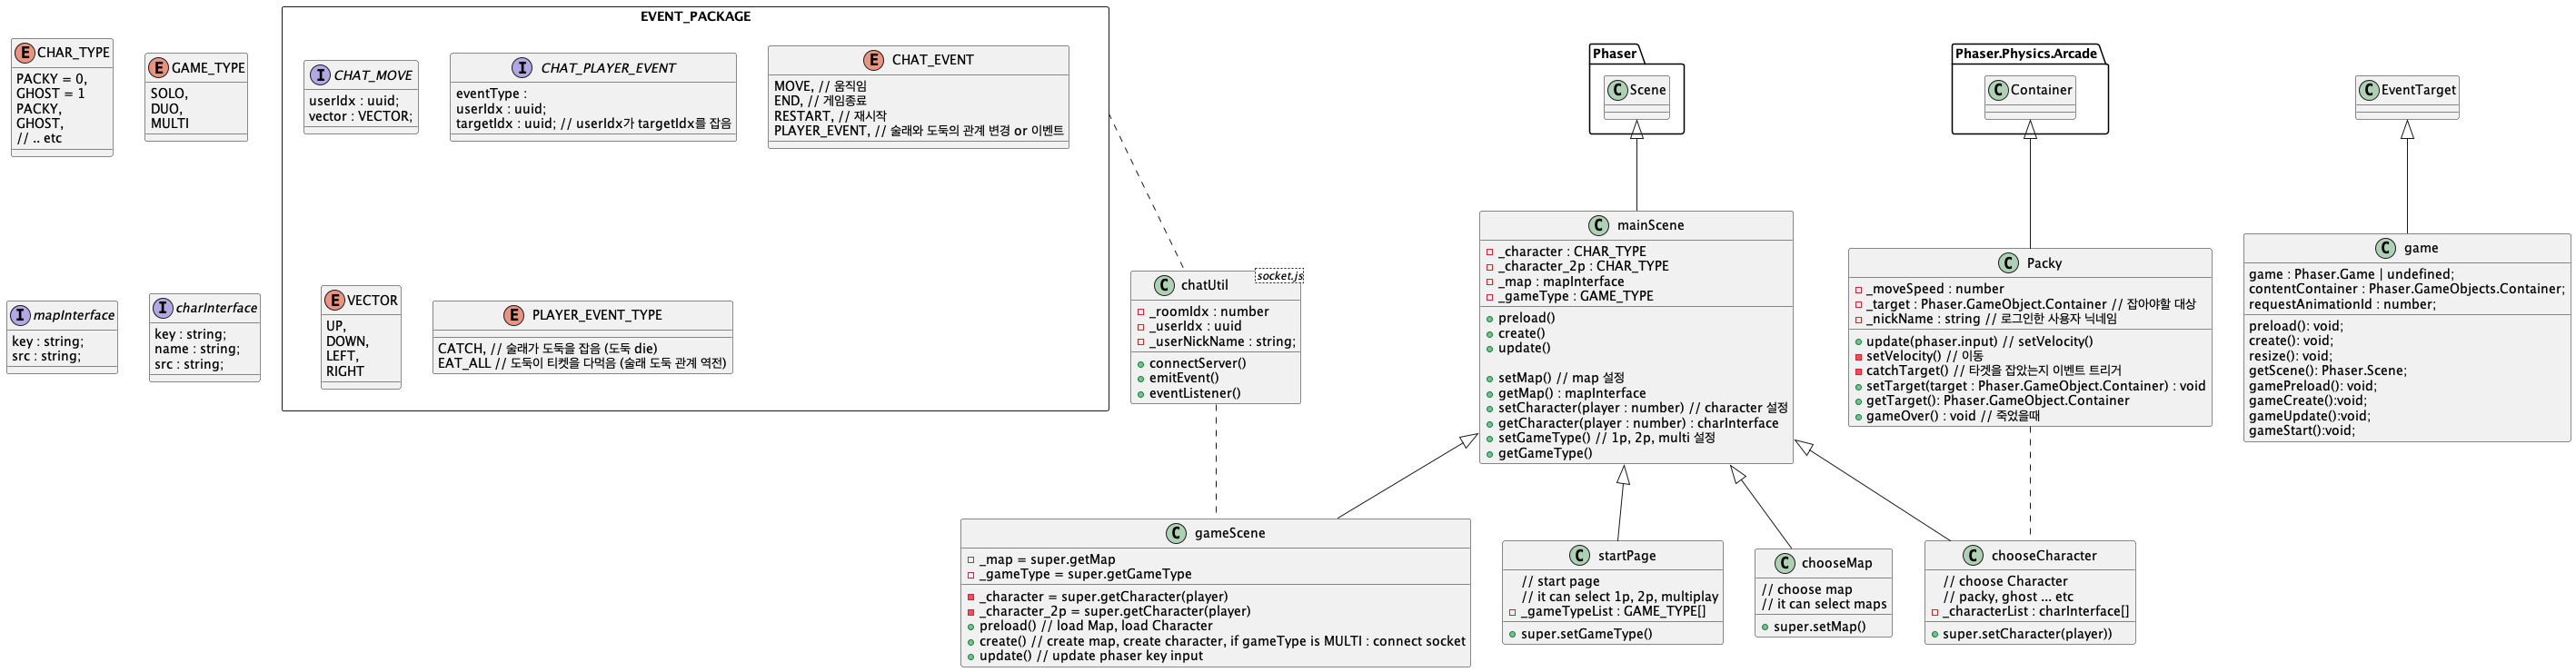 E CHAR_TYPE
PACKY = 0,
GHOST = 1
PACKY,
GHOST,
// .. etc
E GAME_TYPE
SOLO,
DUO,
MULTI
EVENT_PACKAGE
I CHAT_MOVE
userIdx : uuid;
vector : VECTOR;
I CHAT_PLAYER_EVENT
eventType :
userIdx : uuid;
targetIdx : uuid; // userIdx가 targetIdx를 잡음
E CHAT_EVENT
MOVE, // 움직임
END, // 게임종료
RESTART, // 재시작
PLAYER_EVENT, // 술래와 도둑의 관계 변경 or 이벤트
E VECTOR
UP,
DOWN,
LEFT,
RIGHT
E PLAYER_EVENT_TYPE
CATCH, // 술래가 도둑을 잡음 (도둑 die)
EAT_ALL // 도둑이 티켓을 다먹음 (술래 도둑 관계 역전)
I mapInterface
key : string;
src : string;
I charInterface
key : string;
name : string;
src : string;
C chatUtil
socket.js
_roomIdx : number
_userIdx : uuid
_userNickName : string;
connectServer()
emitEvent()
eventListener()
Phaser
C Scene
Phaser.Physics.Arcade
C Container
C EventTarget
C mainScene
_character : CHAR_TYPE
_character_2p : CHAR_TYPE
_map : mapInterface
_gameType : GAME_TYPE
preload()
create()
update()
setMap() // map 설정
getMap() : mapInterface
setCharacter(player : number) // character 설정
getCharacter(player : number) : charInterface
setGameType() // 1p, 2p, multi 설정
getGameType()
C Packy
_moveSpeed : number
_target : Phaser.GameObject.Container // 잡아야할 대상
_nickName : string // 로그인한 사용자 닉네임
update(phaser.input) // setVelocity()
setVelocity() // 이동
catchTarget() // 타겟을 잡았는지 이벤트 트리거
setTarget(target : Phaser.GameObject.Container) : void
getTarget(): Phaser.GameObject.Container
gameOver() : void // 죽었을때
C game
game : Phaser.Game | undefined;
contentContainer : Phaser.GameObjects.Container;
requestAnimationId : number;
preload(): void;
create(): void;
resize(): void;
getScene(): Phaser.Scene;
gamePreload(): void;
gameCreate():void;
gameUpdate():void;
gameStart():void;
C gameScene
_map = super.getMap
_gameType = super.getGameType
_character = super.getCharacter(player)
_character_2p = super.getCharacter(player)
preload() // load Map, load Character
create() // create map, create character, if gameType is MULTI : connect socket
update() // update phaser key input
C startPage
// start page
// it can select 1p, 2p, multiplay
_gameTypeList : GAME_TYPE[]
super.setGameType()
C chooseMap
// choose map
// it can select maps
super.setMap()
C chooseCharacter
// choose Character
// packy, ghost ... etc
_characterList : charInterface[]
super.setCharacter(player))